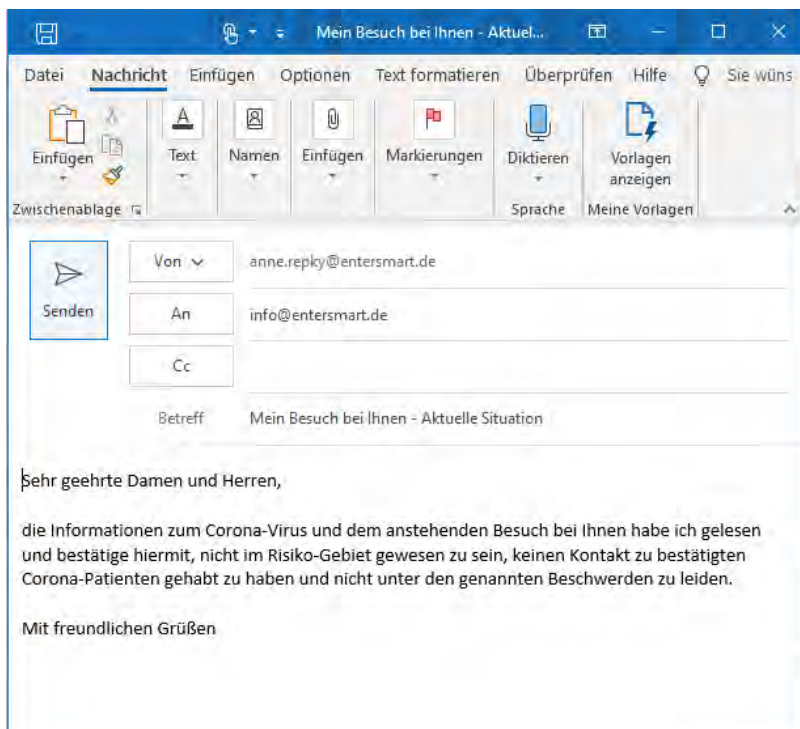 Mein Besuch bei Ihnen - Aktuel...
Datei Nachricht Einfügen Optionen Text formatieren Überprüfen Hilfe Sie wüns
Einfügen Text Namen Einfügen Markierungen Diktieren Vorlagen anzeigen
Zwischenablage Sprache Meine Vorlagen
Von anne.repky@entersmart.de
Senden An info@entersmart.de
Cc
Betreff Mein Besuch bei Ihnen - Aktuelle Situation
Sehr geehrte Damen und Herren,
die Informationen zum Corona-Virus und dem anstehenden Besuch bei Ihnen habe ich gelesen
und bestätige hiermit, nicht im Risiko-Gebiet gewesen zu sein, keinen Kontakt zu bestätigten
Corona-Patienten gehabt zu haben und nicht unter den genannten Beschwerden zu leiden.
Mit freundlichen Grüßen